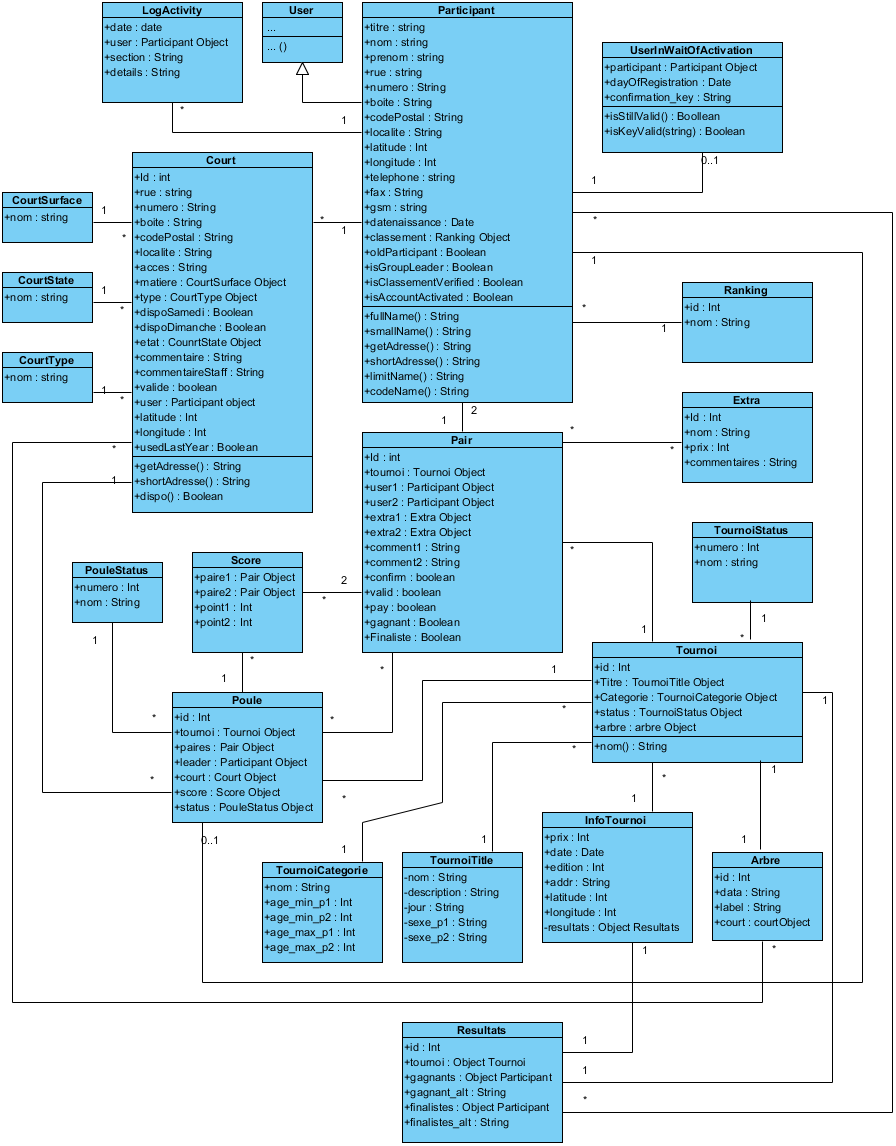 LogActivity
+date : date
+user : Participant Object
+section : String
+details : String
*
1
User
...
... ()
Participant
+titre : string
+nom : string
+prenom : string
+rue : string
+numero : String
+boite : String
+codePostal : String
+localite : String
+latitude : Int
+longitude : Int
+telephone : string
+fax : String
+gsm : string
+datenaissance : Date
+classement : Ranking Object
+oldParticipant : Boolean
+isGroupLeader : Boolean
+isClassementVerified : Boolean
+isAccountActivated : Boolean
+fullName() : String
+smallName() : String
+getAdresse() : String
+shortAdresse() : String
+limitName() : String
+codeName() : String
UserInWaitOfActivation
+participant : Participant Object
+dayOfRegistration : Date
+confirmation_key : String
+isStillValid() : Boollean
+isKeyValid(string) : Boolean
0..1
1
*
1
Court
+Id : int
+rue : string
+numero : String
+boite : String
+codePostal : String
+localite : String
+acces : String
+matiere : CourtSurface Object
+type : CourtType Object
+dispoSamedi : Boolean
+dispoDimanche : Boolean
+etat : CounrtState Object
+commentaire : String
+commentaireStaff : String
+valide : boolean
+user : Participant object
+latitude : Int
+longitude : Int
+usedLastYear : Boolean
+getAdresse() : String
+shortAdresse() : String
+dispo() : Boolean
*
1
CourtSurface
+nom : string
1
*
CourtState
+nom : string
1
*
CourtType
+nom : string
1
*
*
1
Ranking
+id : Int
+nom : String
*
1
Extra
+Id : Int
+nom : String
+prix : Int
+commentaires : String
*
*
2
1
Pair
+Id : int
+tournoi : Tournoi Object
+user1 : Participant Object
+user2 : Participant Object
+extra1 : Extra Object
+extra2 : Extra Object
+comment1 : String
+comment2 : String
+confirm : boolean
+valid : boolean
+pay : boolean
+gagnant : Boolean
+Finaliste : Boolean
*
1
TournoiStatus
+numero : Int
+nom : string
1
*
PouleStatus
+numero : Int
+nom : String
1
*
Score
+paire1 : Pair Object
+paire2 : Pair Object
+point1 : Int
+point2 : Int
2
*
*
1
Poule
+id : Int
+tournoi : Tournoi Object
+paires : Pair Object
+leader : Participant Object
+court : Court Object
+score : Score Object
+status : PouleStatus Object
*
*
*
1
*
0..1
Tournoi
+id : Int
+Titre : TournoiTitle Object
+Categorie : TournoiCategorie Object
+status : TournoiStatus Object
+arbre : arbre Object
+nom() : String
*
*
*
1
1
1
1
1
1
TournoiCategorie
+nom : String
+age_min_p1 : Int
+age_min_p2 : Int
+age_max_p1 : Int
+age_max_p2 : Int
TournoiTitle
-nom : String
-description : String
-jour : String
-sexe_p1 : String
-sexe_p2 : String
InfoTournoi
+prix : Int
+date : Date
+edition : Int
+addr : String
+latitude : Int
+longitude : Int
-resultats : Object Resultats
1
Arbre
+id : Int
+data : String
+label : String
+court : courtObject
*
Resultats
+id : Int
+tournoi : Object Tournoi
+gagnants : Object Participant
+gagnant_alt : String
+finalistes : Object Participant
+finalistes_alt : String
1
1
*